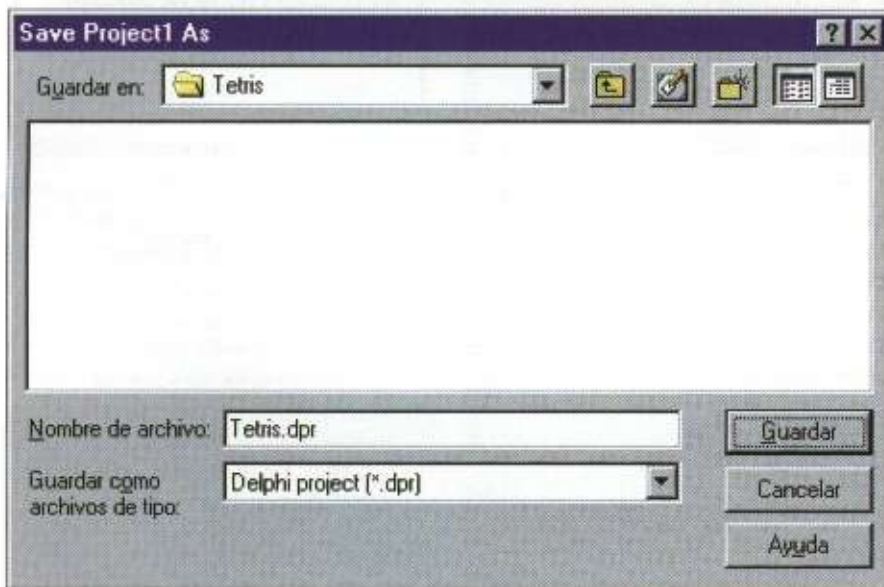 Save Project1 As
Guardar en: Tetris
Nombre de archivo: Tetris.dpr
Guardar
Guardar como
archivos de tipo:
Delphi project (*.dpr)
Cancelar
Ayuda